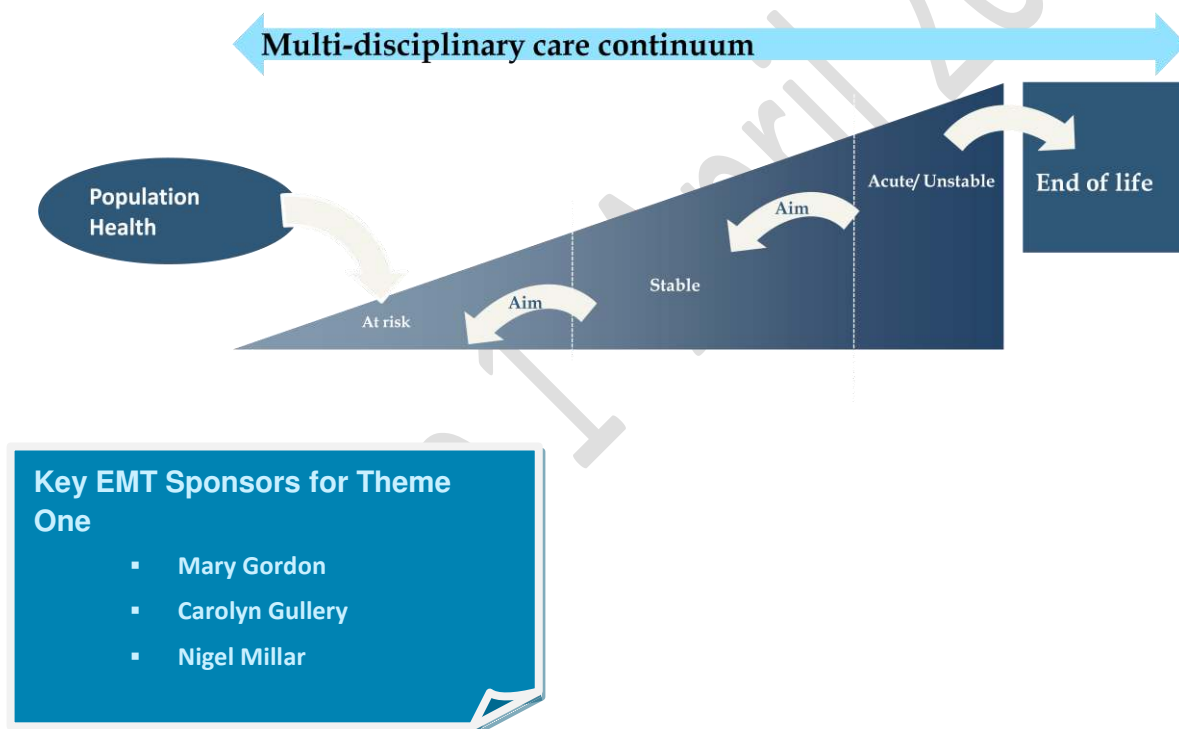 Multi-disciplinary care continuum
Population
Health
At risk
Aim
Stable
Aim
Acute/ Unstable
End of life
Key EMT Sponsors for Theme
One
▪ Mary Gordon
▪ Carolyn Gullery
▪ Nigel Millar